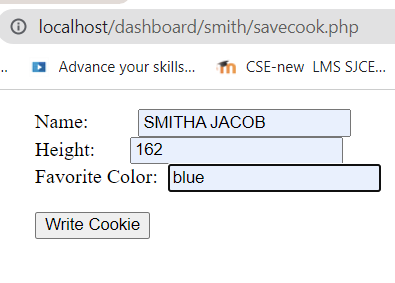 localhost/dashboard/smith/savecook.php
.. Advance your skills... CSE-new LMS SJCE...
Name: SMITHA JACOB
Height: 162
Favorite Color: blue
Write Cookie